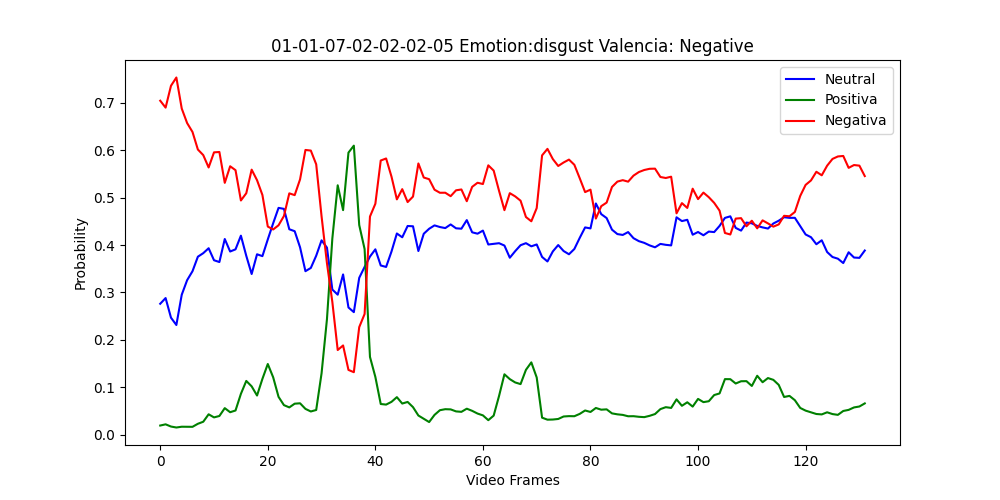 01-01-07-02-02-02-05 Emotion:disgust Valencia: Negative
Neutral
Positiva
Negativa
Probability
0.7
0.6
0.5
0.4
0.3
0.2
0.1
0.0
0 20 40 60 80 100 120
Video Frames